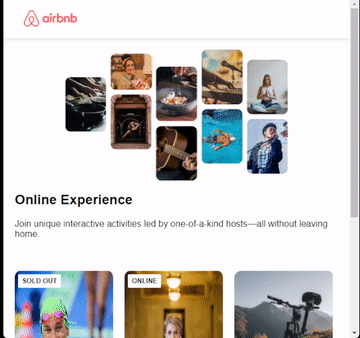 airbnb
Online Experience
Join unique interactive activities led by one-of-a-kind hosts—all without leaving
home.
SOLD OUT
ONLINE